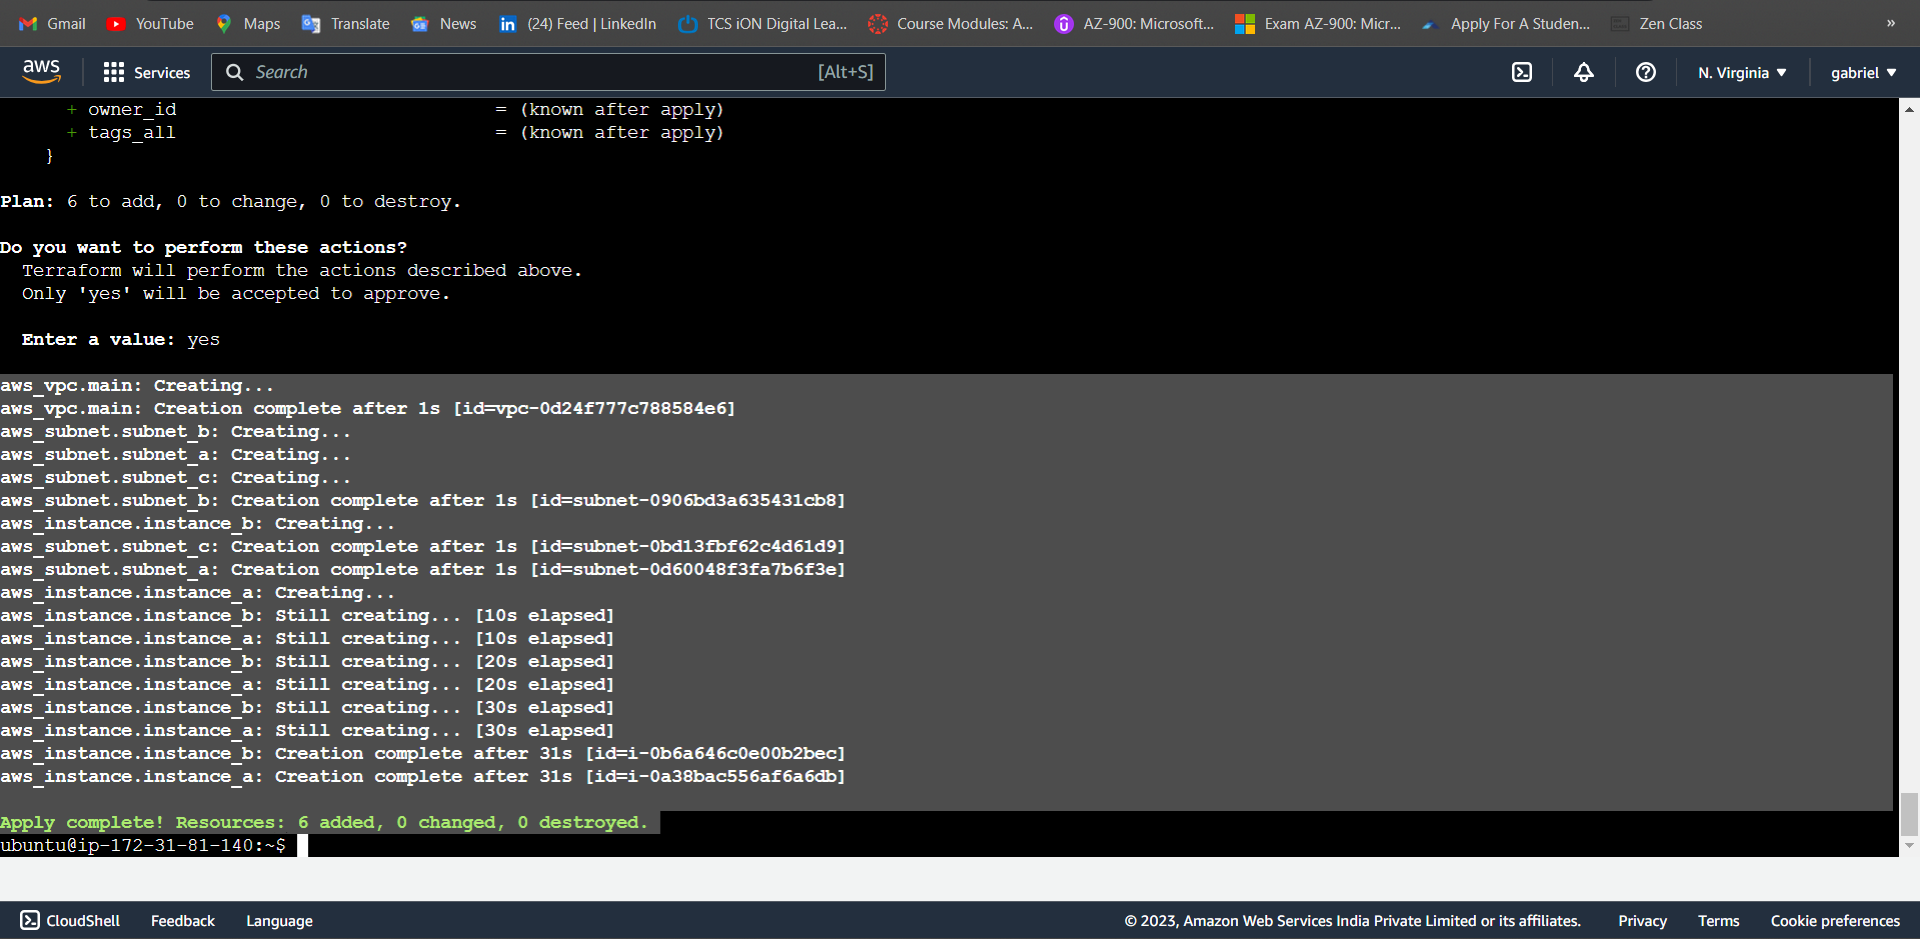 Gmail YouTube Maps Translate News (24) Feed | LinkedIn TCS iON Digital Lea... Course Modules: A... AZ-900: Microsoft... Exam AZ-900: Micr... Apply For A Studen... Zen Class »
aws Services Search [Alt+S] N. Virginia gabriel
+ owner_id = (known after apply)
+ tags_all = (known after apply)
}
Plan: 6 to add, 0 to change, 0 to destroy.
Do you want to perform these actions?
Terraform will perform the actions described above.
Only 'yes' will be accepted to approve.
Enter a value: yes
aws_vpc.main: Creating...
aws_vpc.main: Creation complete after 1s [id=vpc-0d24f777c788584e6]
aws_subnet.subnet_b: Creating...
aws_subnet.subnet_a: Creating...
aws_subnet.subnet_c: Creating...
aws_subnet.subnet_b: Creation complete after 1s [id=subnet-0906bd3a635431cb8]
aws_instance.instance_b: Creating...
aws_subnet.subnet_c: Creation complete after 1s [id=subnet-0bd13fbf62c4d61d9]
aws_subnet.subnet_a: Creation complete after 1s [id=subnet-0d60048f3fa7b6f3e]
aws_instance.instance_a: Creating...
aws_instance.instance_b: Still creating... [10s elapsed]
aws_instance.instance_a: Still creating... [10s elapsed]
aws_instance.instance_b: Still creating... [20s elapsed]
aws_instance.instance_a: Still creating... [20s elapsed]
aws_instance.instance_b: Still creating... [30s elapsed]
aws_instance.instance_a: Still creating... [30s elapsed]
aws_instance.instance_b: Creation complete after 31s [id=i-0b6a646c0e00b2bec]
aws_instance.instance_a: Creation complete after 31s [id=i-0a38bac556af6a6db]
Apply complete! Resources: 6 added, 0 changed, 0 destroyed.
ubuntu@ip-172-31-81-140:~$
CloudShell Feedback Language © 2023, Amazon Web Services India Private Limited or its affiliates. Privacy Terms Cookie preferences